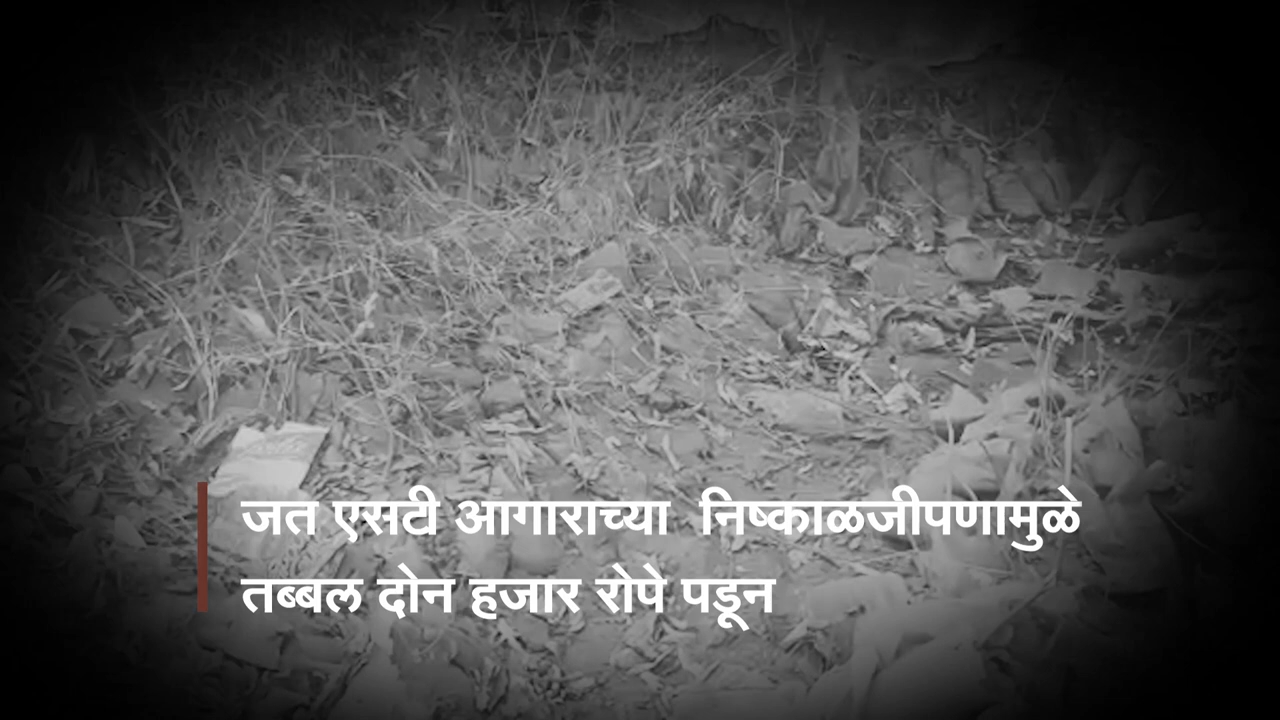 जत एसटी आगाराच्या निष्काळजीपणामुळे
तब्बल दोन हजार रोपे पडून